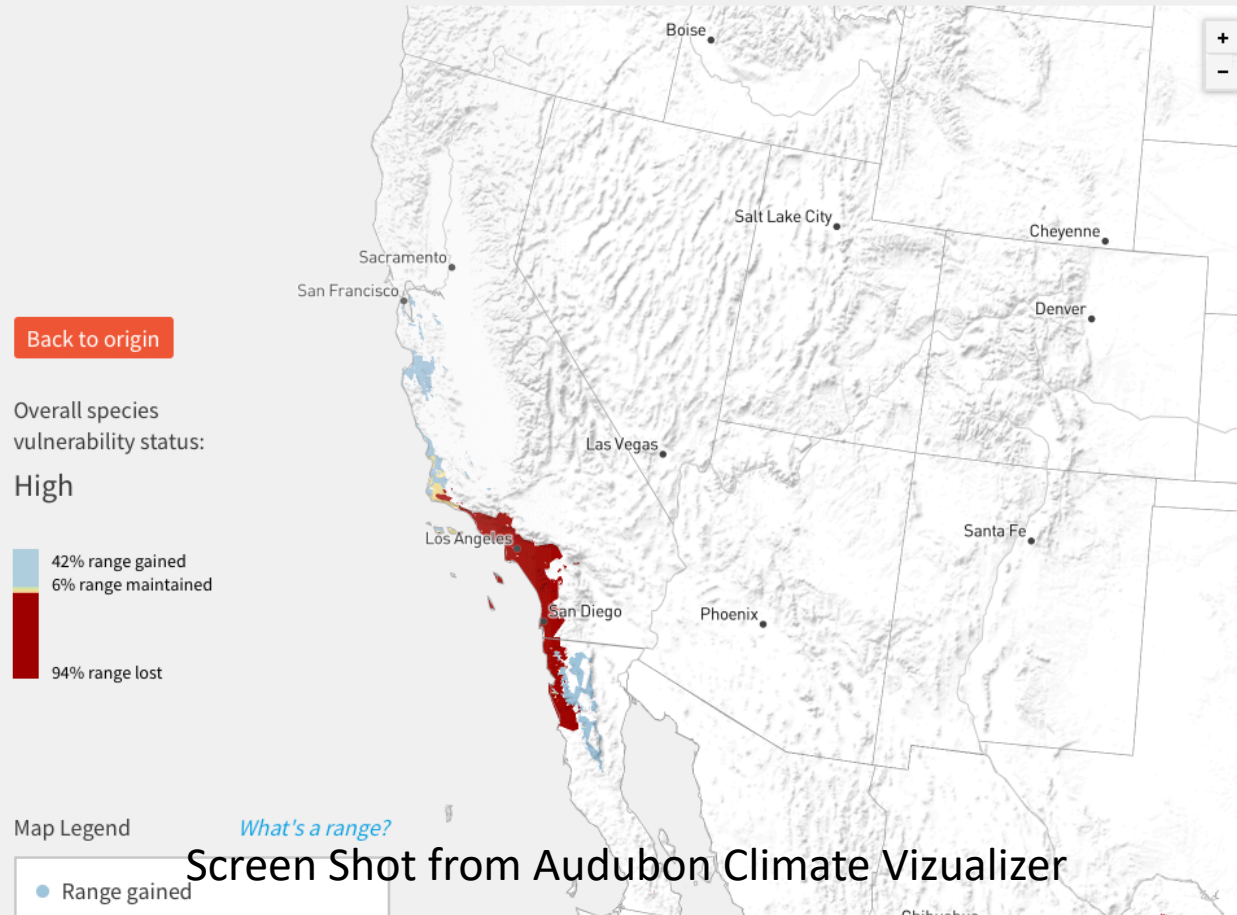 Boise
+
−
Salt Lake City
Cheyenne
Sacramento
San Francisco
Denver
Back to origin
Overall species
vulnerability status:
Las Vegas
High
Santa Fe
Los Angeles
42% range gained
6% range maintained
San Diego
Phoenix
94% range lost
Map Legend
What's a range?
Screen Shot from Audubon Climate Vizualizer
Range gained